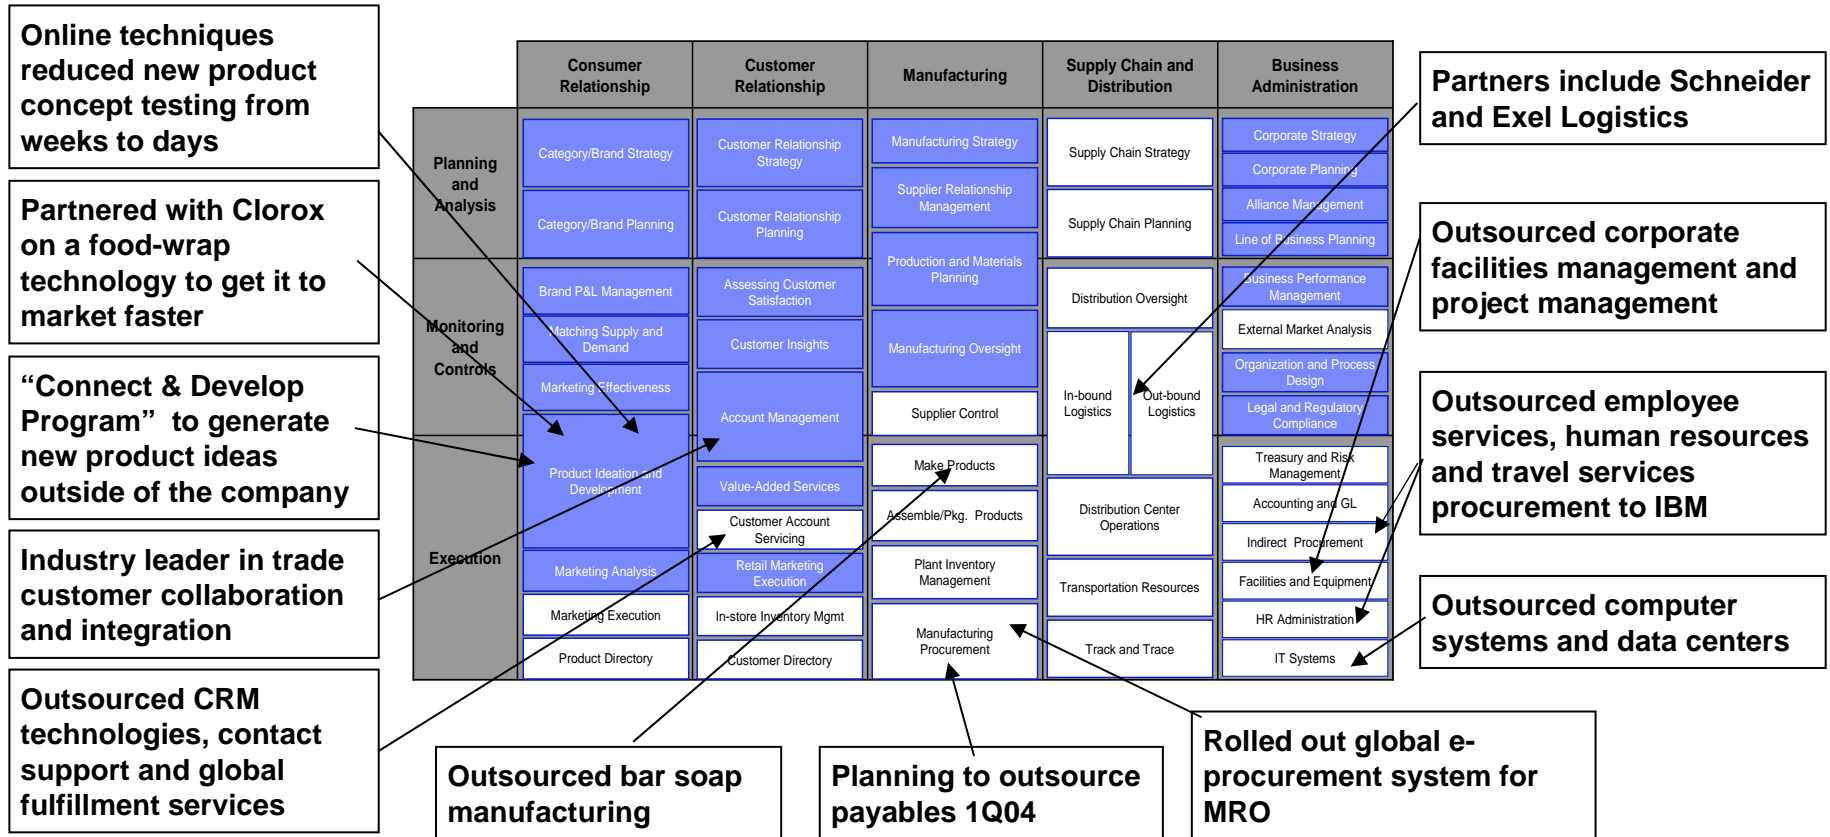 Online techniques
reduced new product
concept testing from
weeks to days
Partnered with Clorox
on a food-wrap
technology to get it to
market faster
“Connect & Develop
Program”  to generate
new product ideas
outside of the company
Industry leader in trade
customer collaboration
and integration
Outsourced CRM
technologies, contact
support and global
fulfillment services
Consumer
Relationship
Customer
Relationship
Manufacturing
Supply Chain and
Distribution
Business
Administration
Planning
and
Analysis
Monitoring
and
Controls
Execution
Category/Brand Strategy
Category/Brand Planning
Brand P&L Management
Matching Supply and
Demand
Marketing Effectiveness
Product Ideation and
Development
Marketing Analysis
Marketing Execution
Product Directory
Customer Relationship
Strategy
Customer Relationship
Planning
Assessing Customer
Satisfaction
Customer Insights
Account Management
Value-Added Services
Customer Account
Servicing
Retail Marketing
Execution
In-store Inventory Mgmt
Customer Directory
Manufacturing Strategy
Supplier Relationship
Management
Production and Materials
Planning
Manufacturing Oversight
Supplier Control
Make Products
Assemble/Pkg.  Products
Plant Inventory
Management
Manufacturing
Procurement
Supply Chain Strategy
Supply Chain Planning
Distribution Oversight
In-bound
Logistics
Out-bound
Logistics
Distribution Center
Operations
Transportation Resources
Track and Trace
Corporate Strategy
Corporate Planning
Alliance Management
Line of Business Planning
Business Performance
Management
External Market Analysis
Organization and Process
Design
Legal and Regulatory
Compliance
Treasury and Risk
Management
Accounting and GL
Indirect  Procurement
Facilities and Equipment
HR Administration
IT Systems
Partners include Schneider
and Exel Logistics
Outsourced corporate
facilities management and
project management
Outsourced employee
services, human resources
and travel services
procurement to IBM
Outsourced computer
systems and data centers
Outsourced bar soap
manufacturing
Planning to outsource
payables 1Q04
Rolled out global e-
procurement system for
MRO